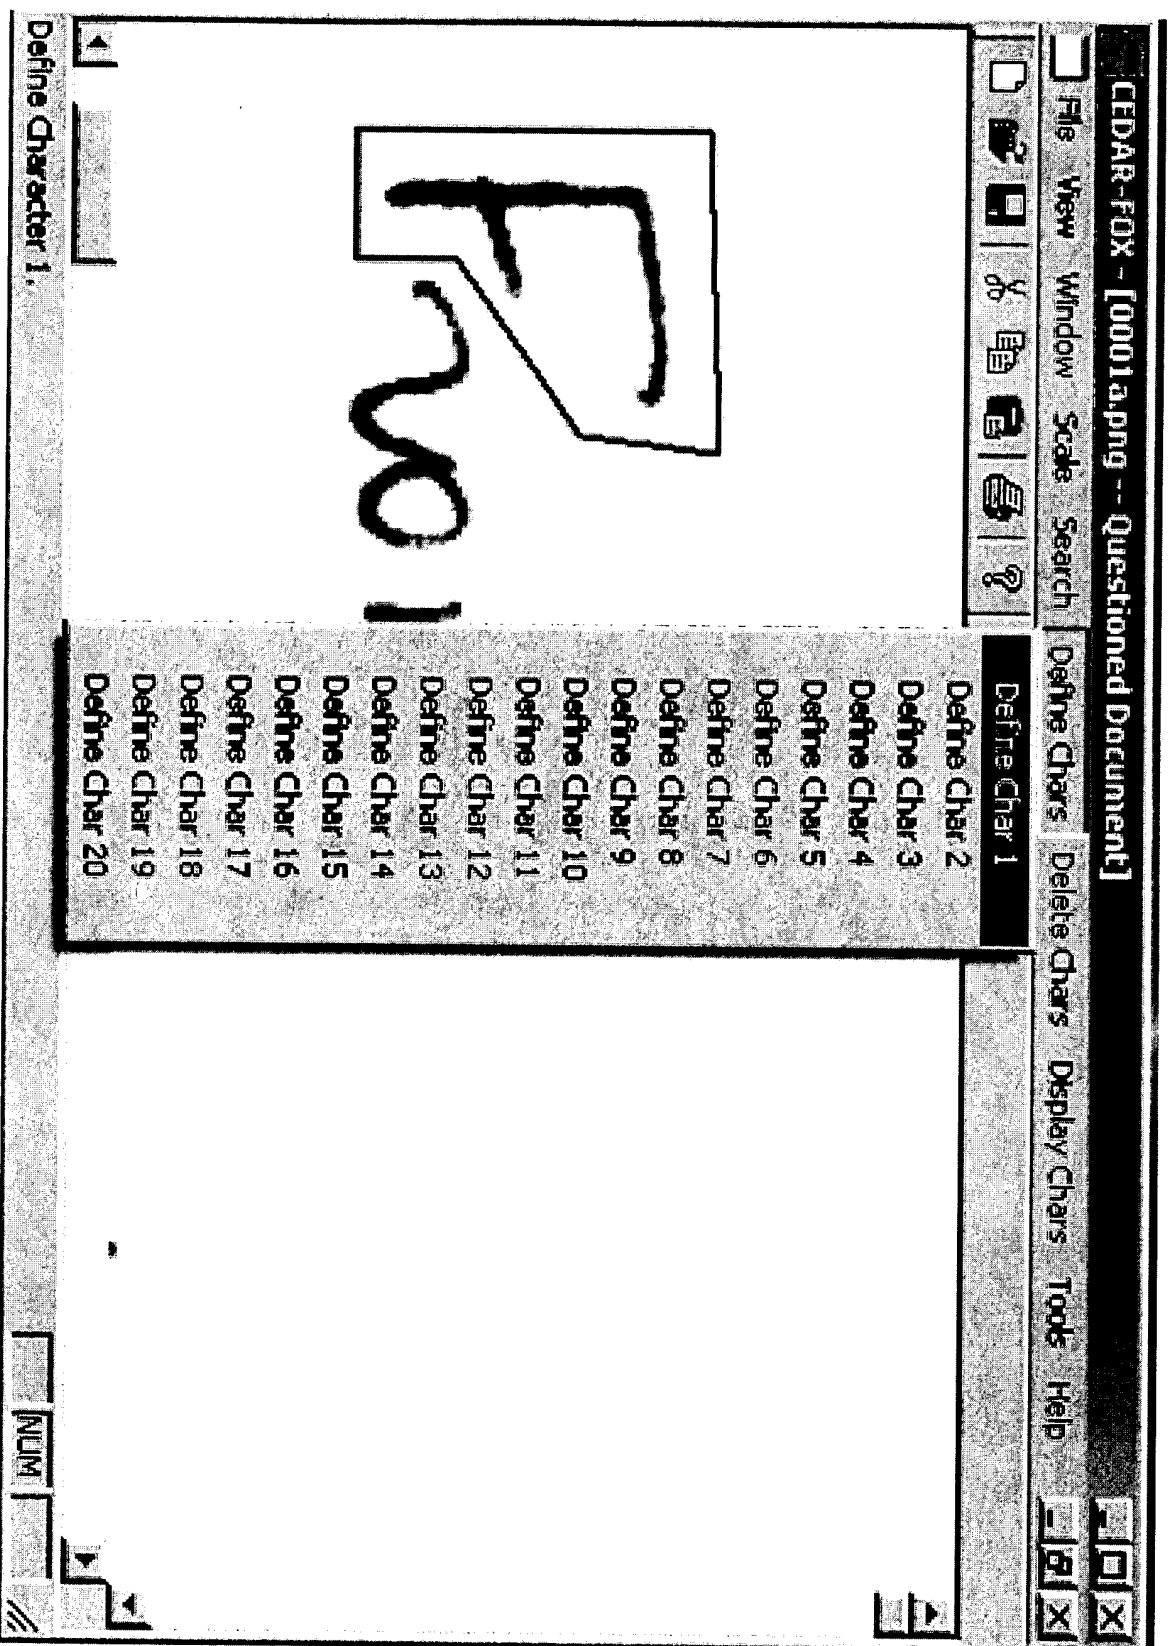 CEDAR-FOX - [0001a.png -- Questioned Document]
File View Window Scale Search Define Chars Delete Chars Display Chars Tools Help
Define Char 1
Define Char 2
Define Char 3
Define Char 4
Define Char 5
Define Char 6
Define Char 7
Define Char 8
Define Char 9
Define Char 10
Define Char 11
Define Char 12
Define Char 13
Define Char 14
Define Char 15
Define Char 16
Define Char 17
Define Char 18
Define Char 19
Define Char 20
Define Character 1.
NUM